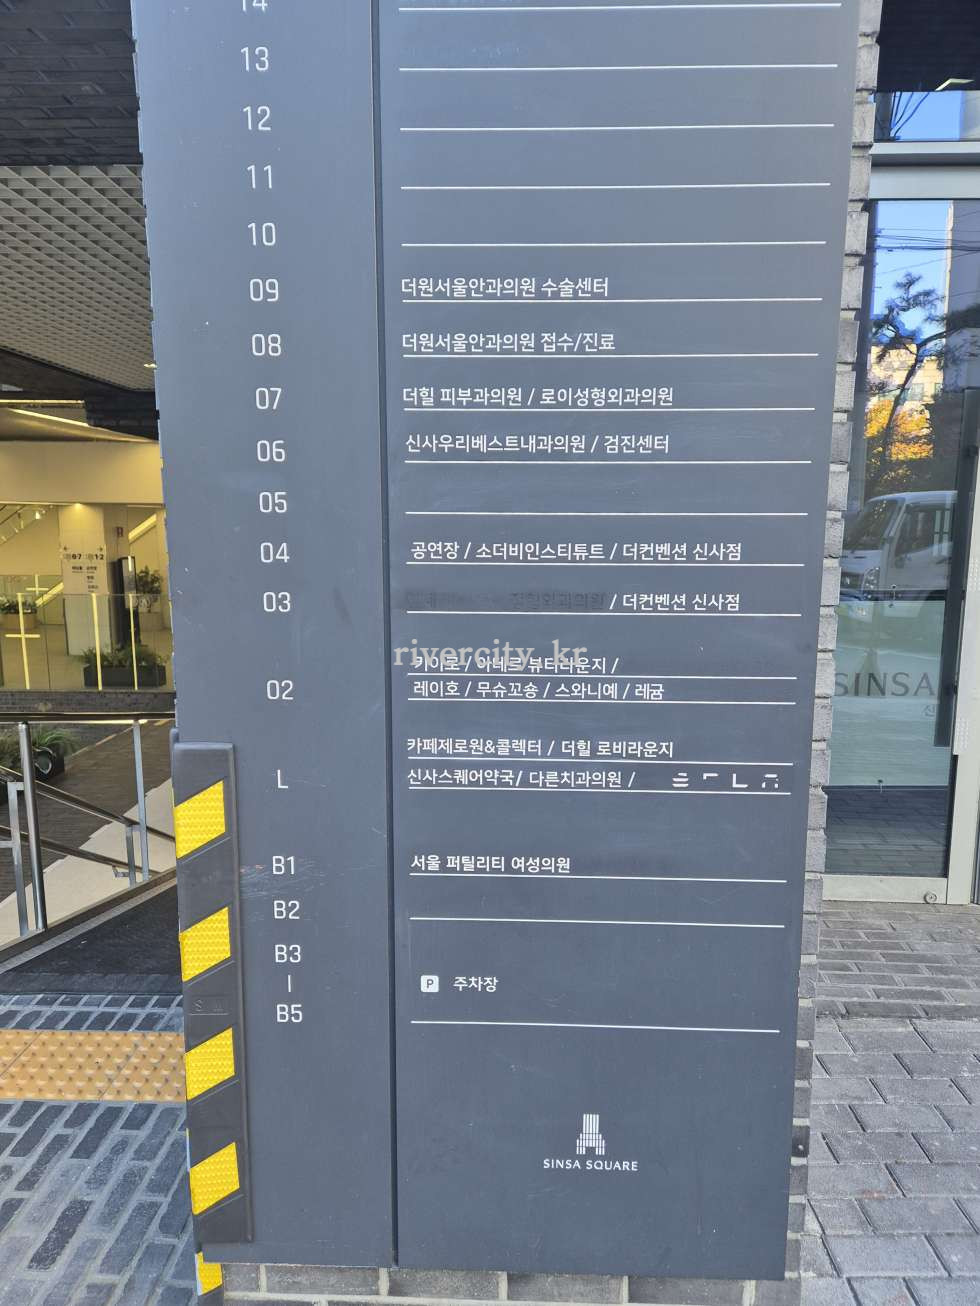 14
13
12
11
10
09 더원서울안과의원 수술센터
08 더원서울안과의원 접수/진료
07 더힐 피부과의원 / 로이성형외과의원
06 신사우리베스트내과의원 / 검진센터
05
04 공연장 / 소더비인스티튜트 / 더컨벤션 신사점
03 / 더컨벤션 신사점
rivercity_kr
뷰티라운지 /
02 레이호 / 무슈꼬숑 / 스와니예 / 레귬
카페제로원&콜렉터 / 더힐 로비라운지
L 신사스퀘어약국/ 다른치과의원 /
B1 서울 퍼틸리티 여성의원
B2
B3
|
B5
P 주차장
SINSA SQUARE
SINSA